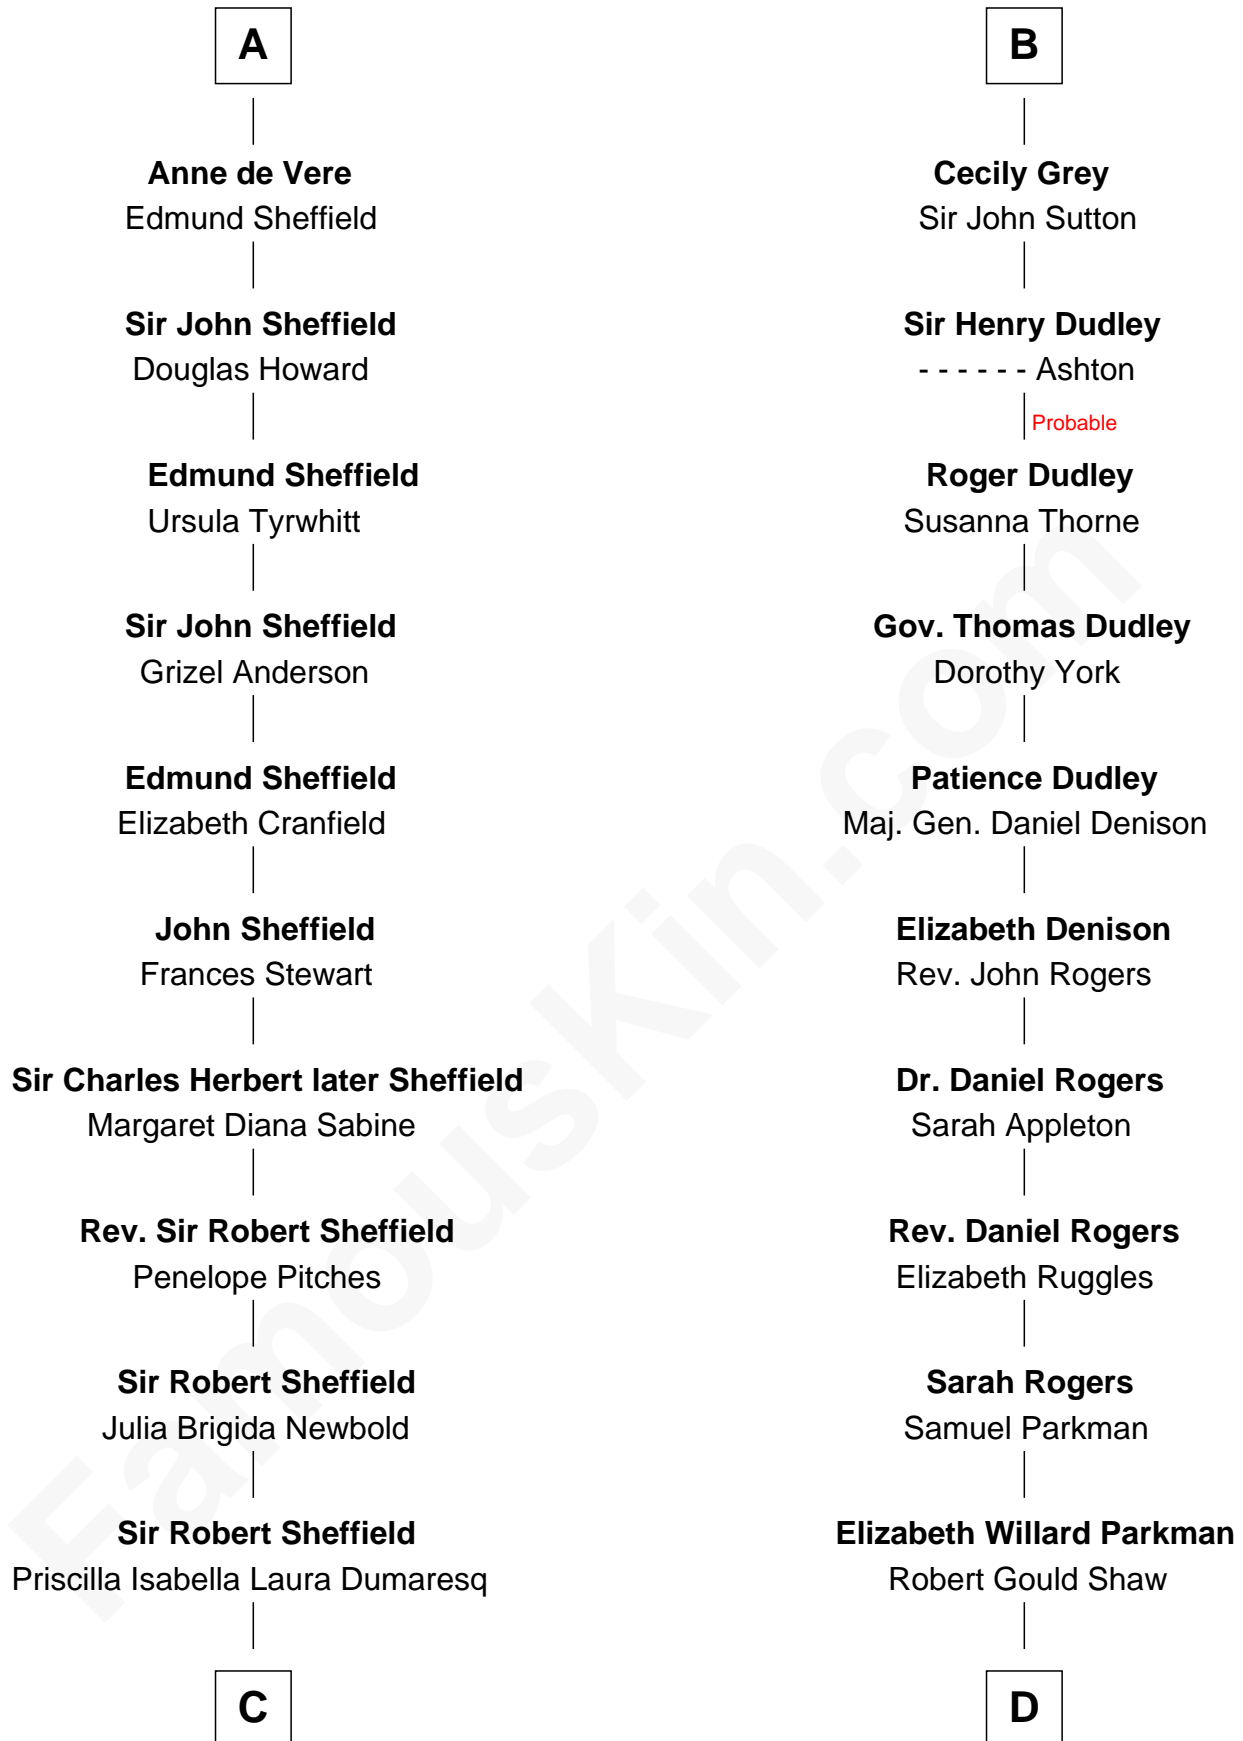 A
Anne de Vere
Edmund Sheffield
Sir John Sheffield
Douglas Howard
Edmund Sheffield
Ursula Tyrwhitt
Sir John Sheffield
Grizel Anderson
Edmund Sheffield
Elizabeth Cranfield
John Sheffield
Frances Stewart
Sir Charles Herbert later Sheffield
Margaret Diana Sabine
Rev. Sir Robert Sheffield
Penelope Pitches
Sir Robert Sheffield
Julia Brigida Newbold
Sir Robert Sheffield
Priscilla Isabella Laura Dumaresq
C
B
Cecily Grey
Sir John Sutton
Sir Henry Dudley
- - - - - - Ashton
Probable
Roger Dudley
Susanna Thorne
Gov. Thomas Dudley
Dorothy York
Patience Dudley
Maj. Gen. Daniel Denison
Elizabeth Denison
Rev. John Rogers
Dr. Daniel Rogers
Sarah Appleton
Rev. Daniel Rogers
Elizabeth Ruggles
Sarah Rogers
Samuel Parkman
Elizabeth Willard Parkman
Robert Gould Shaw
D
FamousKin.com